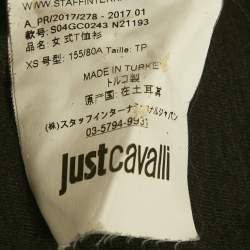 WWW.STAFFINTER
A_PR/2017/278 - 2017 01
款号: S04GC0243 N21193
品名: 女式T恤衫
XS 号型: 155/80A Taille: TP
MADE IN TURKEY
トルコ製
原产国: 在土耳其
(株)スタッフインターナショナルジャパン
03-5794-9931
justcavalli